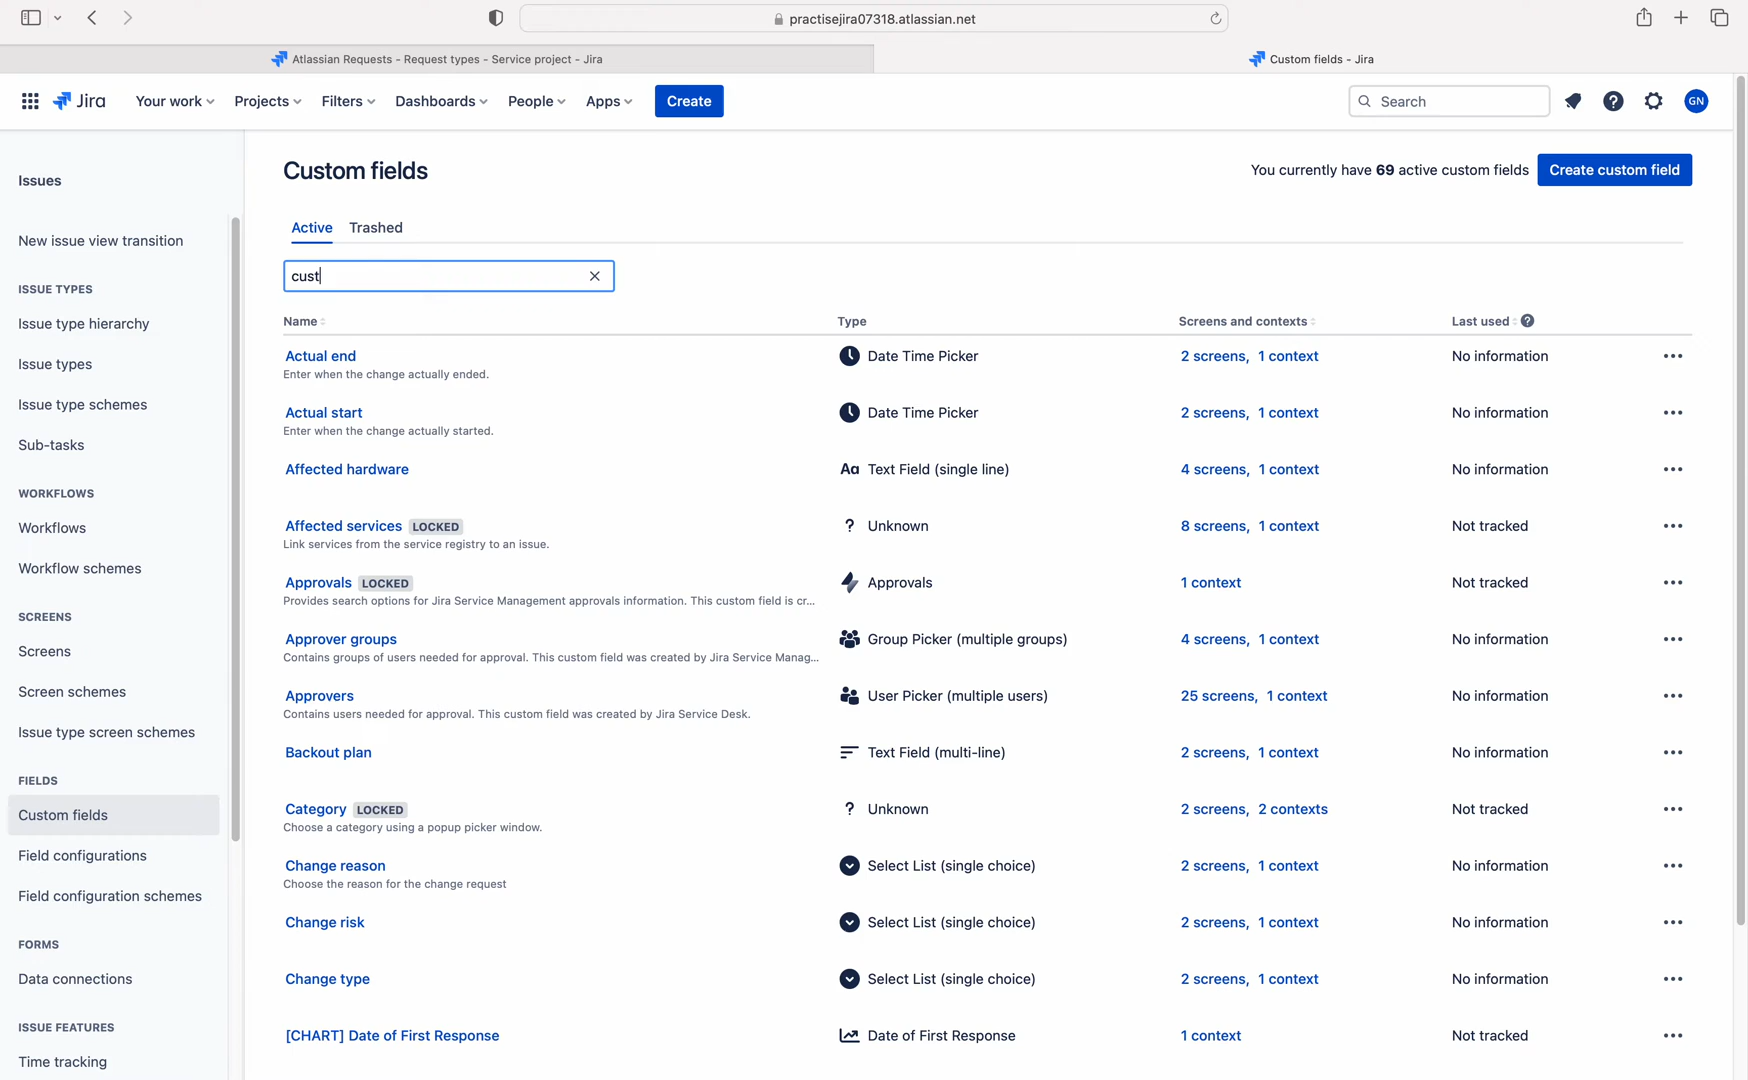 practisejira07318.atlassian.net
Atlassian Requests - Request types - Service project - Jira
Custom fields - Jira
Jira Your work Projects Filters Dashboards People Apps Create Search GN
Issues
New issue view transition
ISSUE TYPES
Issue type hierarchy
Issue types
Issue type schemes
Sub-tasks
WORKFLOWS
Workflows
Workflow schemes
SCREENS
Screens
Screen schemes
Issue type screen schemes
FIELDS
Custom fields
Field configurations
Field configuration schemes
FORMS
Data connections
ISSUE FEATURES
Time tracking
Custom fields
You currently have 69 active custom fields Create custom field
Active Trashed
cust
Name Type Screens and contexts Last used ?
Actual end Date Time Picker 2 screens, 1 context No information
Enter when the change actually ended.
Actual start Date Time Picker 2 screens, 1 context No information
Enter when the change actually started.
Affected hardware Aa Text Field (single line) 4 screens, 1 context No information
Affected services LOCKED ? Unknown 8 screens, 1 context Not tracked
Link services from the service registry to an issue.
Approvals LOCKED Approvals 1 context Not tracked
Provides search options for Jira Service Management approvals information. This custom field is cr...
Approver groups Group Picker (multiple groups) 4 screens, 1 context No information
Contains groups of users needed for approval. This custom field was created by Jira Service Manag...
Approvers User Picker (multiple users) 25 screens, 1 context No information
Contains users needed for approval. This custom field was created by Jira Service Desk.
Backout plan Text Field (multi-line) 2 screens, 1 context No information
Category LOCKED ? Unknown 2 screens, 2 contexts Not tracked
Choose a category using a popup picker window.
Change reason Select List (single choice) 2 screens, 1 context No information
Choose the reason for the change request
Change risk Select List (single choice) 2 screens, 1 context No information
Change type Select List (single choice) 2 screens, 1 context No information
[CHART] Date of First Response Date of First Response 1 context Not tracked